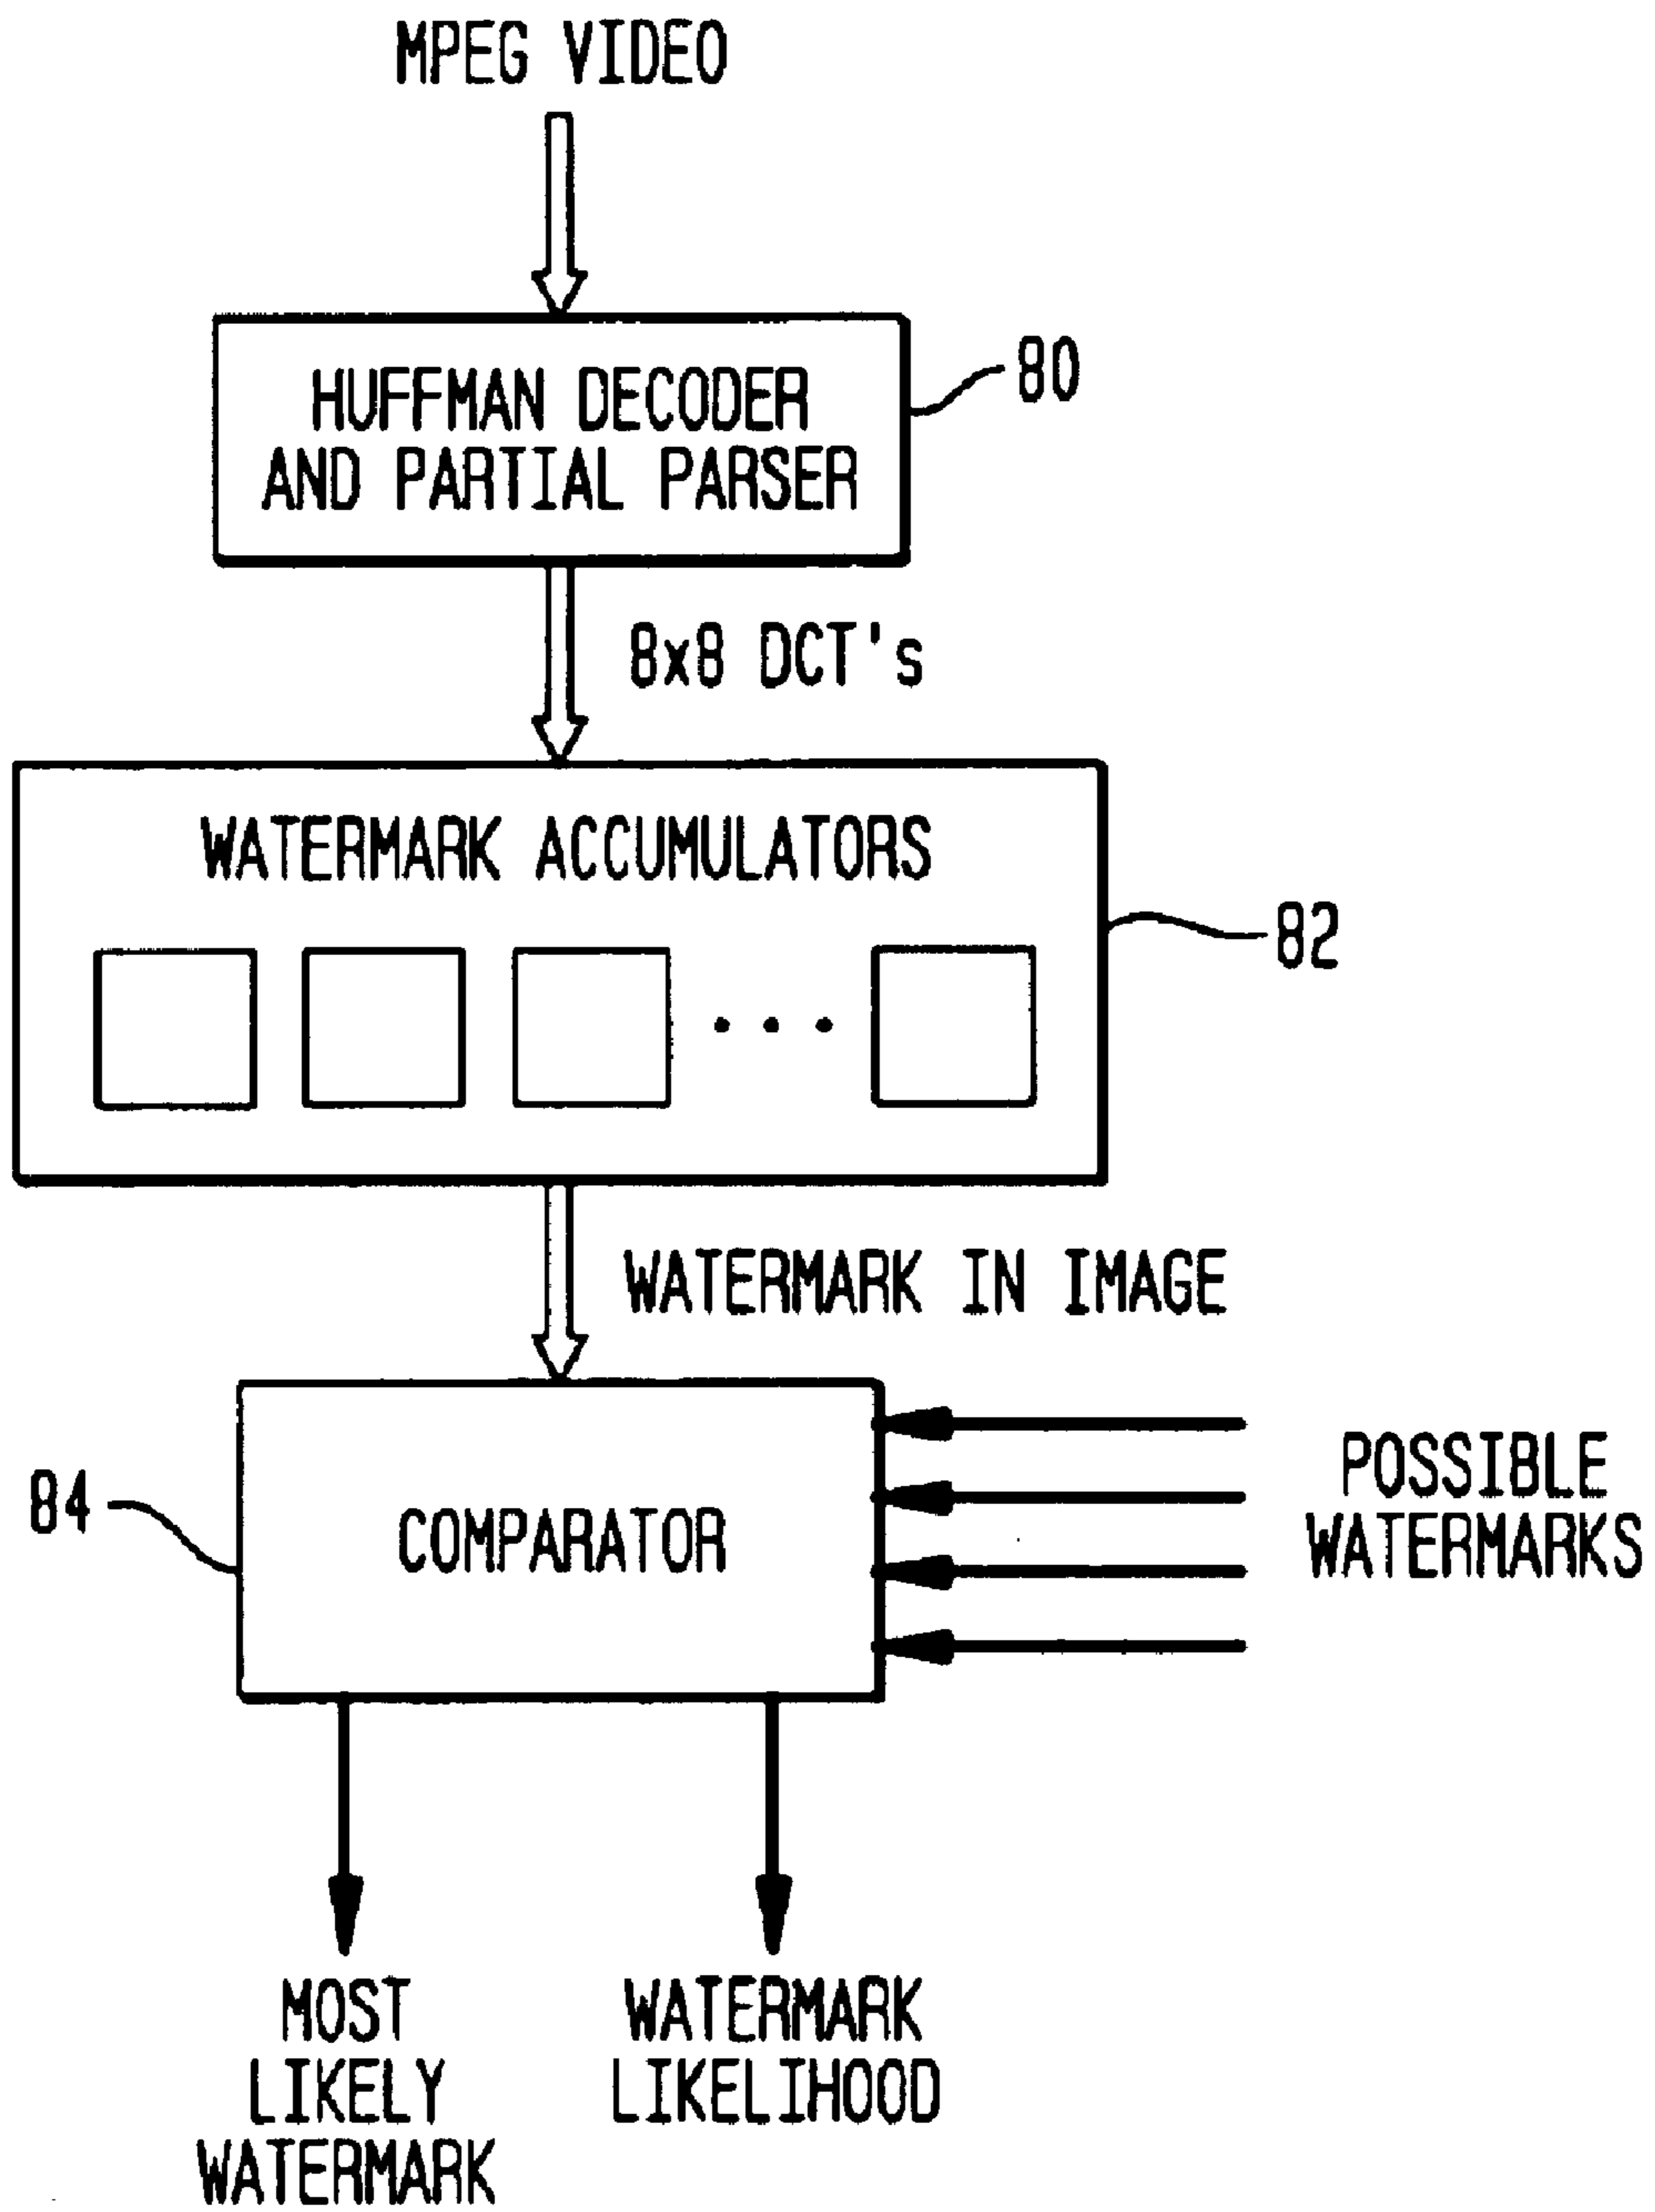 MPEG VIDEO
HUFFMAN DECODER
AND PARTIAL PARSER
80
8x8 DCT's
WATERMARK ACCUMULATORS
82
WATERMARK IN IMAGE
84
COMPARATOR
POSSIBLE
WATERMARKS
MOST
LIKELY
WATERMARK
WATERMARK
LIKELIHOOD